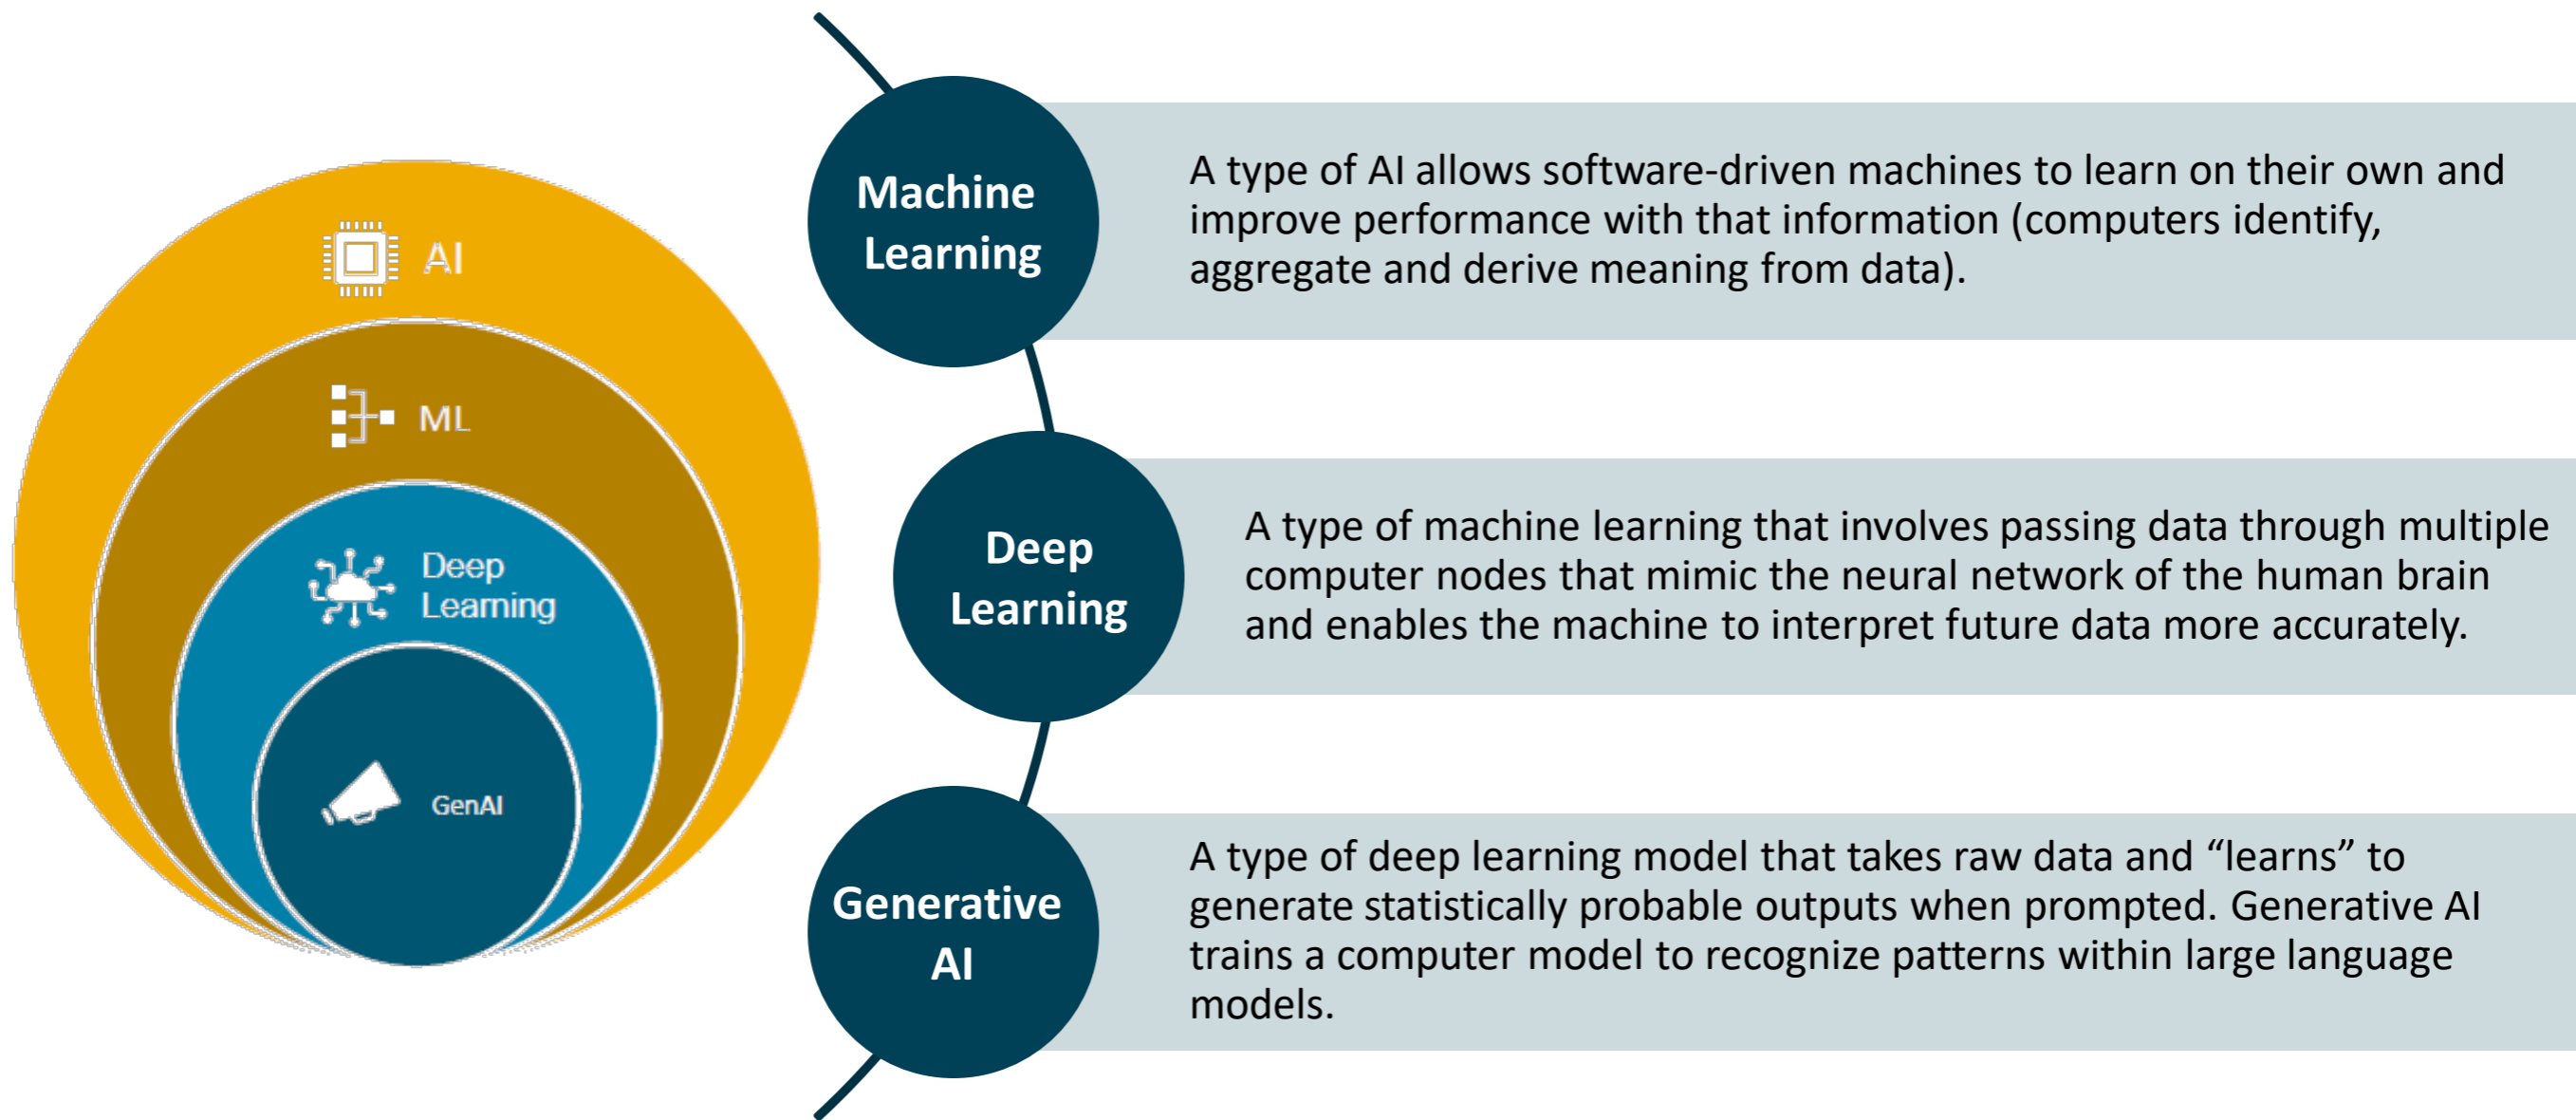 AI
ML
Deep
Learning
GenAI
Machine
Learning
A type of AI allows software-driven machines to learn on their own and
improve performance with that information (computers identify,
aggregate and derive meaning from data).
Deep
Learning
A type of machine learning that involves passing data through multiple
computer nodes that mimic the neural network of the human brain
and enables the machine to interpret future data more accurately.
Generative
AI
A type of deep learning model that takes raw data and “learns” to
generate statistically probable outputs when prompted. Generative AI
trains a computer model to recognize patterns within large language
models.